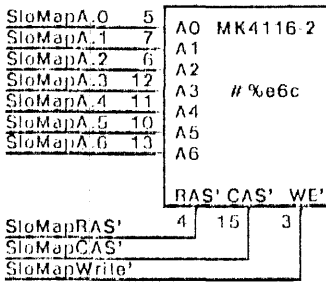 SloMapA.0 5 A0 MK4116-2
SloMapA.1 7 A1
SloMapA.2 6 A2
SloMapA.3 12 A3 #%e6c
SloMapA.4 11 A4
SloMapA.5 10 A5
SloMapA.6 13 A6
RAS' CAS' WE'
SloMapRAS' 4 15 3
SloMapCAS'
SloMapWrite'